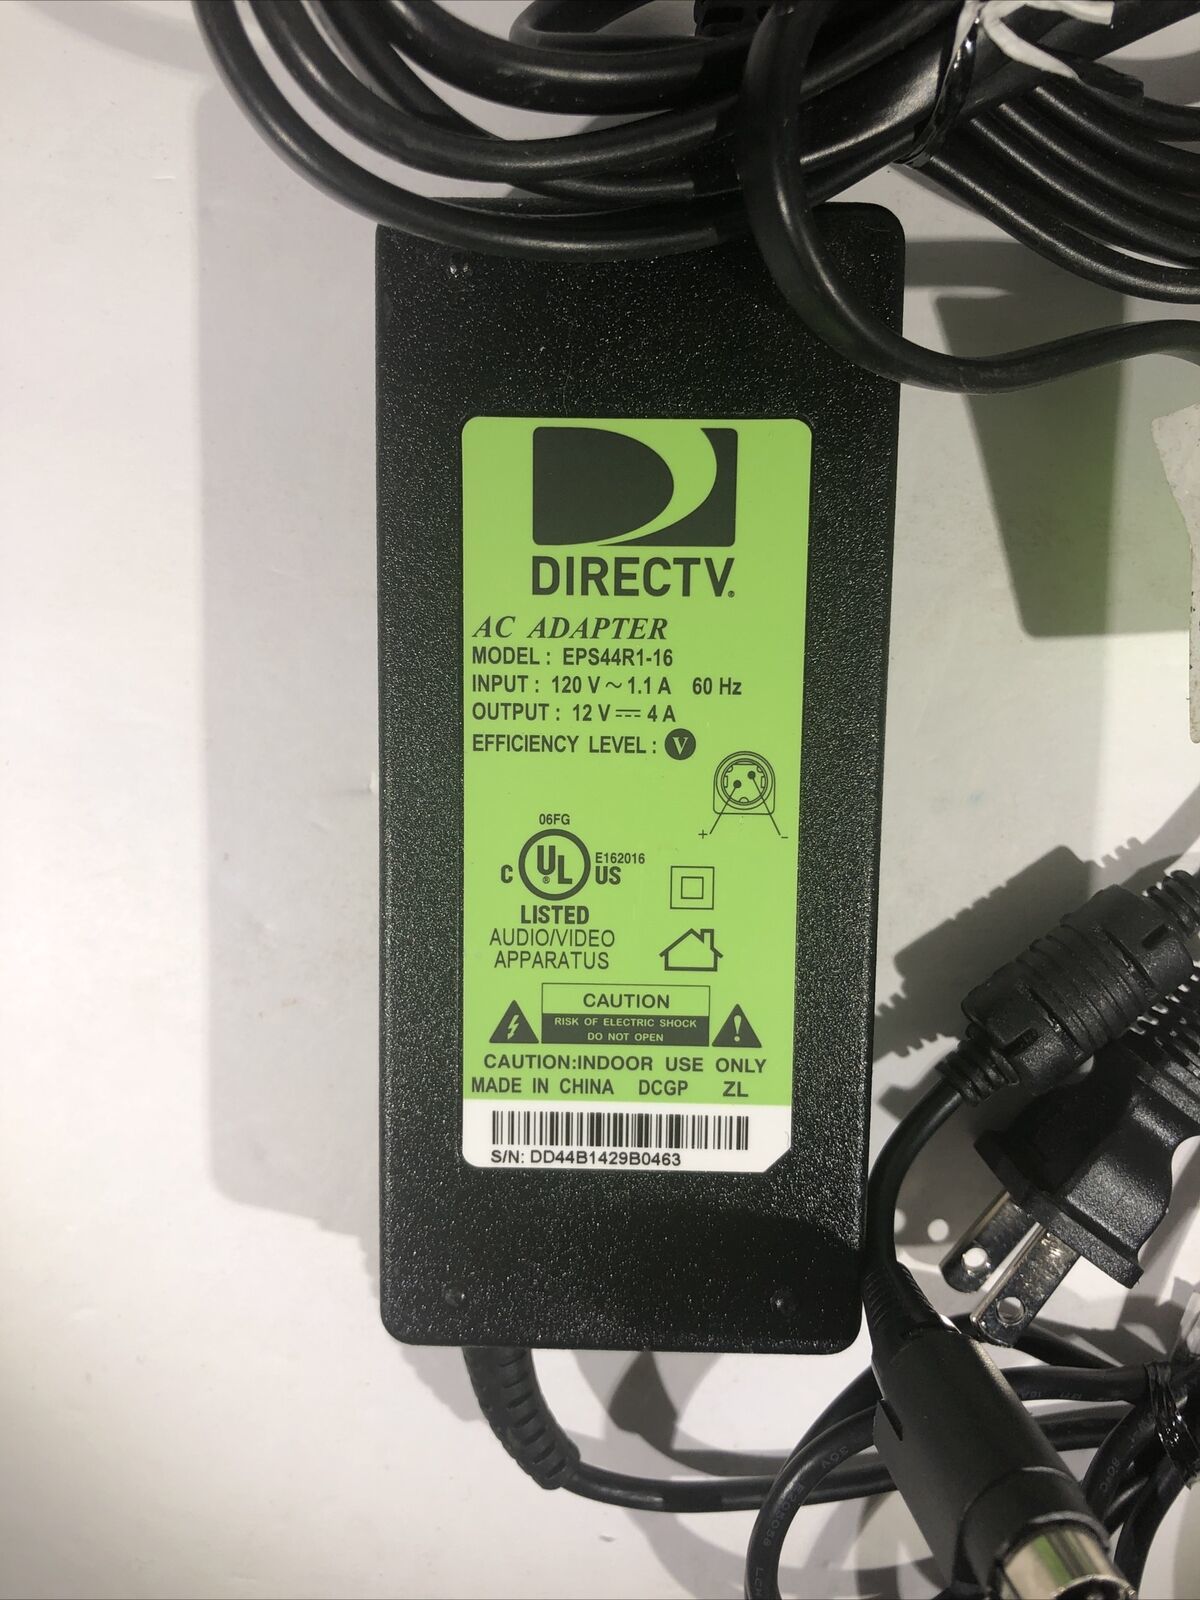 DIRECTV®
AC ADAPTER
MODEL : EPS44R1-16
INPUT : 120 V ~ 1.1 A 60 Hz
OUTPUT : 12 V ⎓ 4 A
EFFICIENCY LEVEL : V
+ -
06FG
C UL® US E162016
LISTED
AUDIO/VIDEO
APPARATUS
CAUTION
RISK OF ELECTRIC SHOCK
DO NOT OPEN
CAUTION:INDOOR USE ONLY
MADE IN CHINA DCGP ZL
S/N: DD44B1429B0463